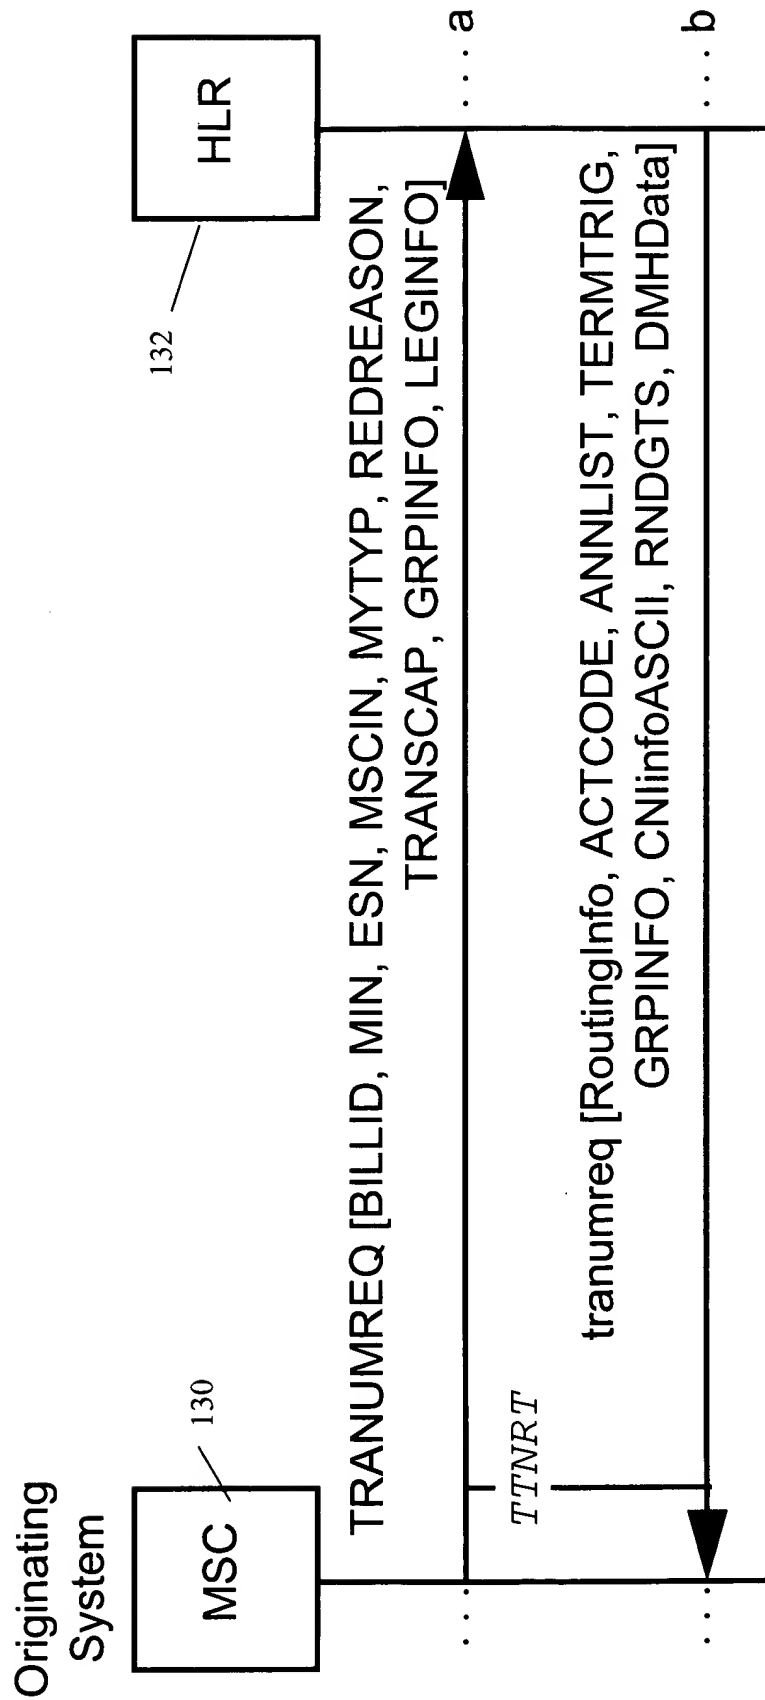 Originating
System
MSC
130
HLR
132
TRANUMREQ [BILLID, MIN, ESN, MSCIN, MYTYP, REDREASON,
TRANSCAP, GRPINFO, LEGINFO]
. . . . . . a
TTNRT
tranumreq [RoutingInfo, ACTCODE, ANNLIST, TERMTRIG,
GRPINFO, CNIinfoASCII, RNDGTS, DMHData]
. . . . . . b